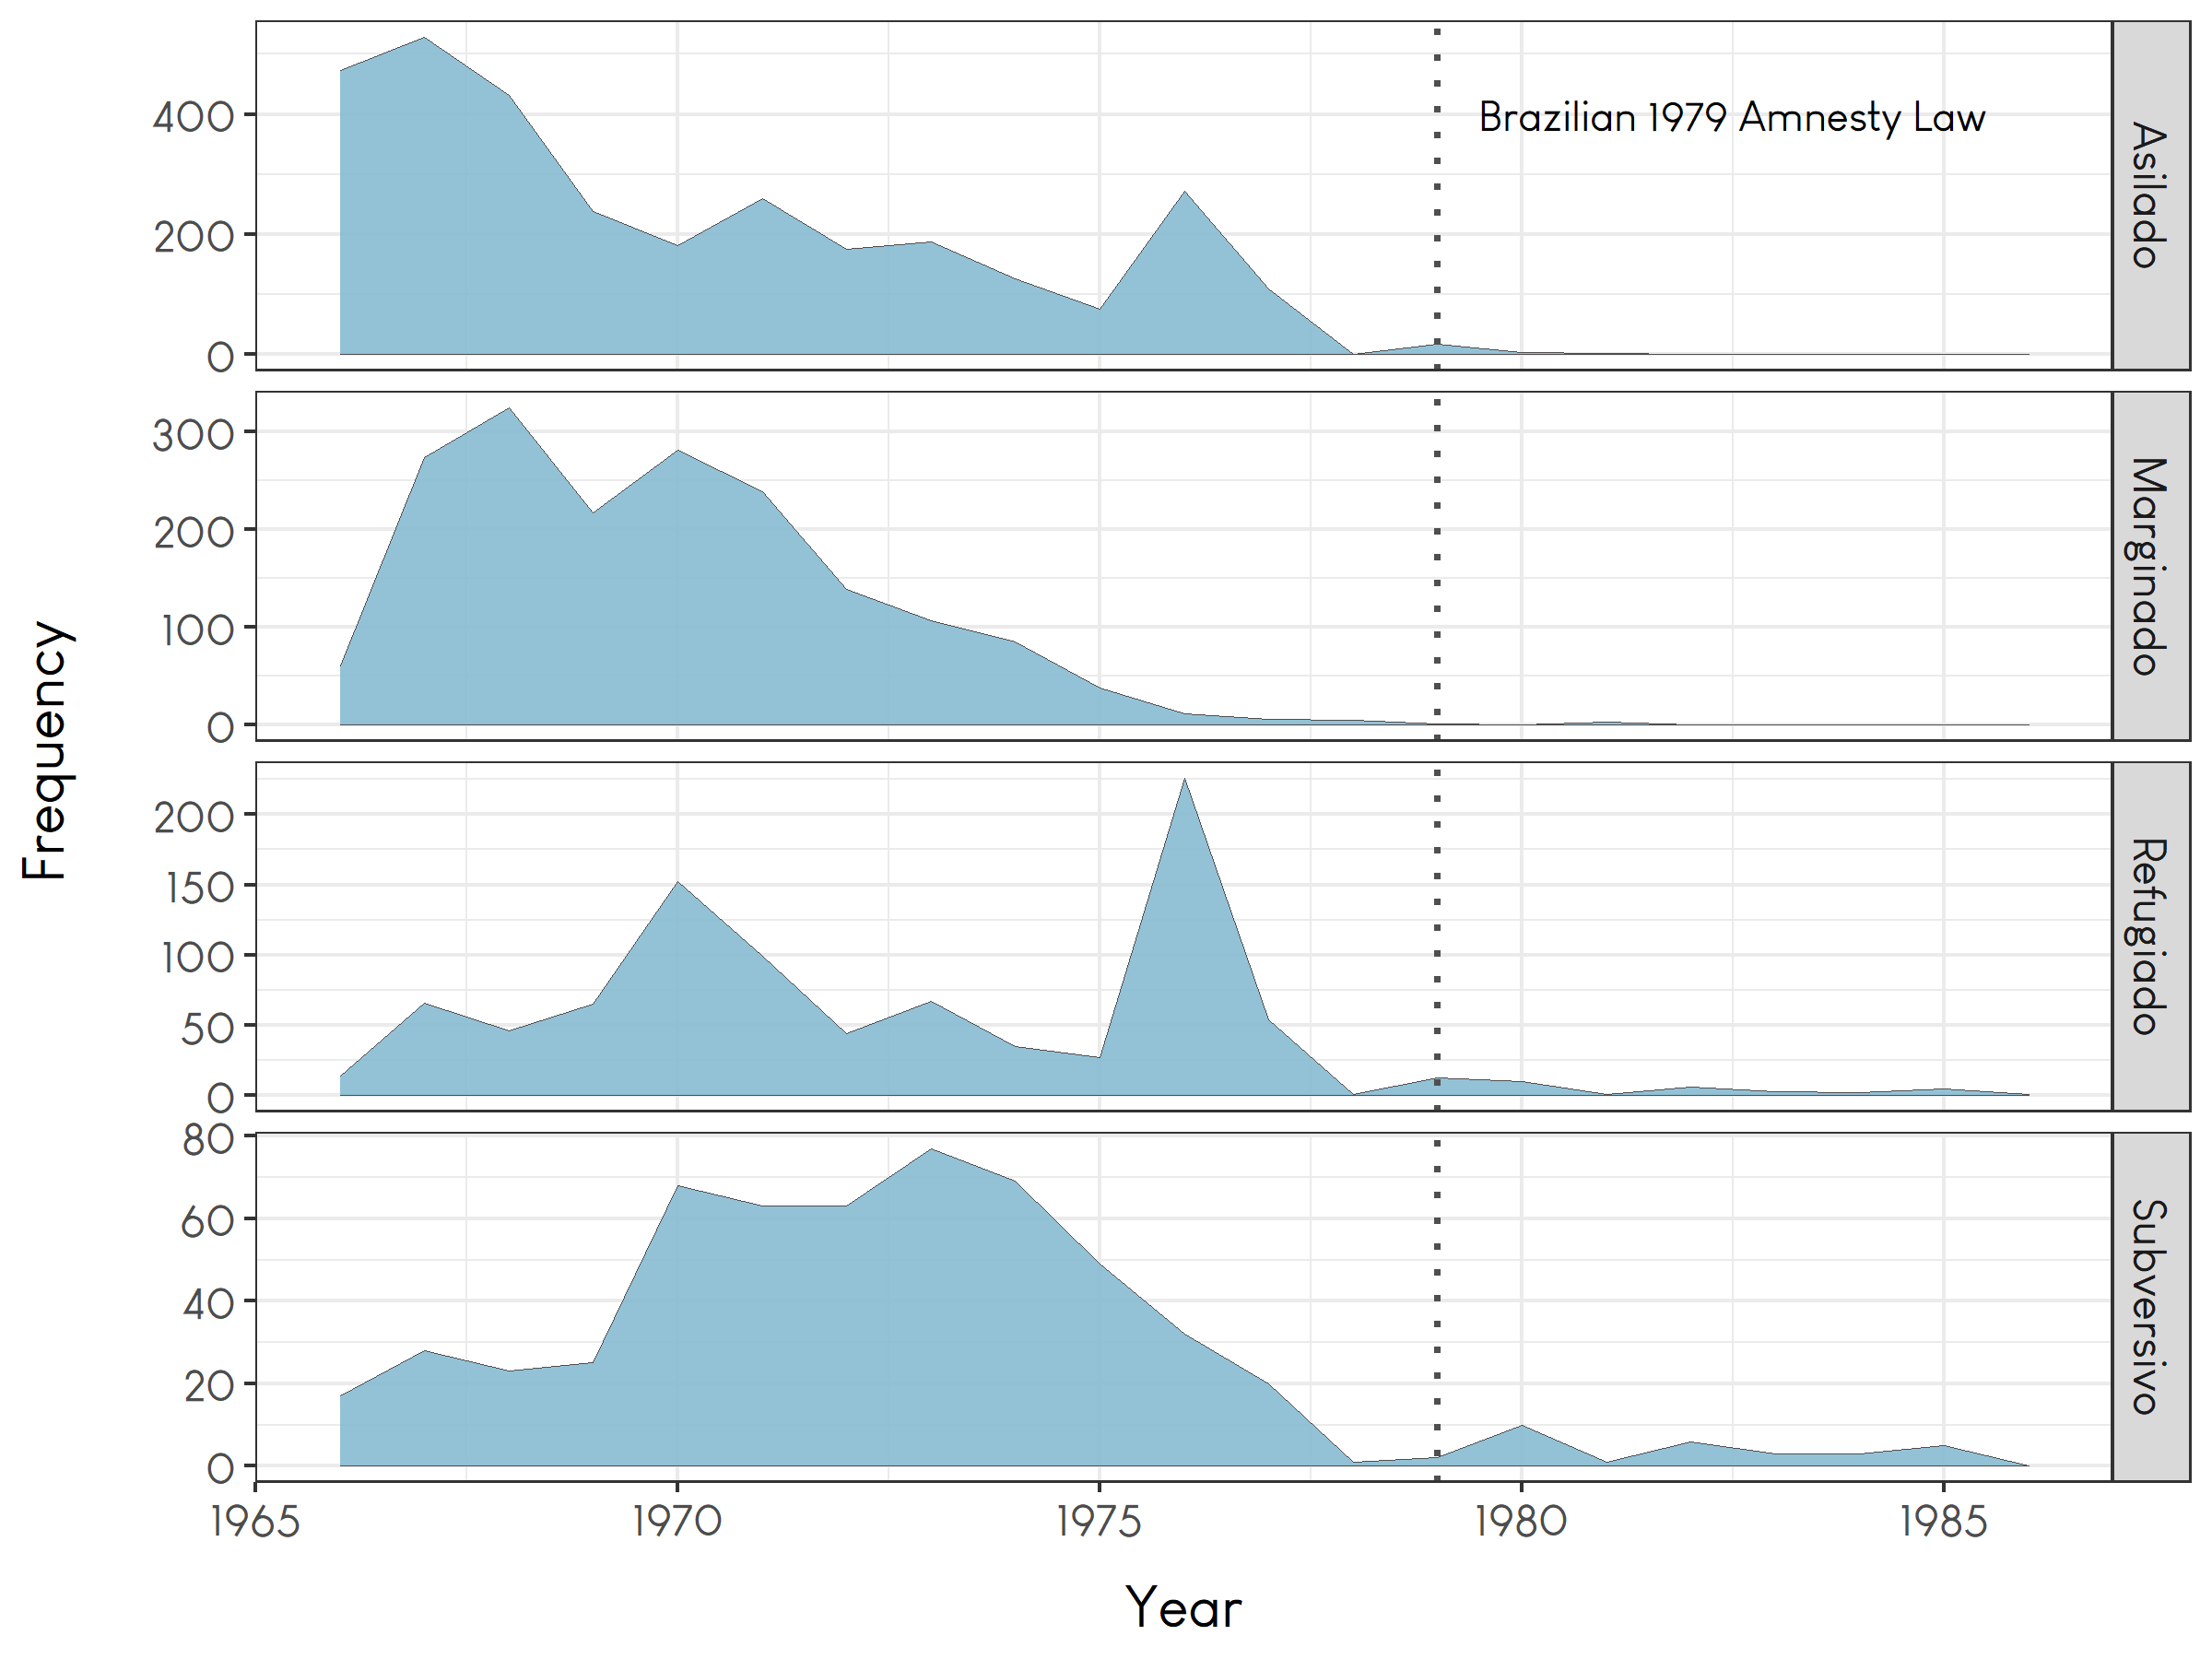 Frequency
400
200
0
Brazilian 1979 Amnesty Law
Asilado
300
200
100
0
Marginado
200
150
100
50
0
Refugiado
80
60
40
20
0
Subversivo
1965 1970 1975 1980 1985
Year